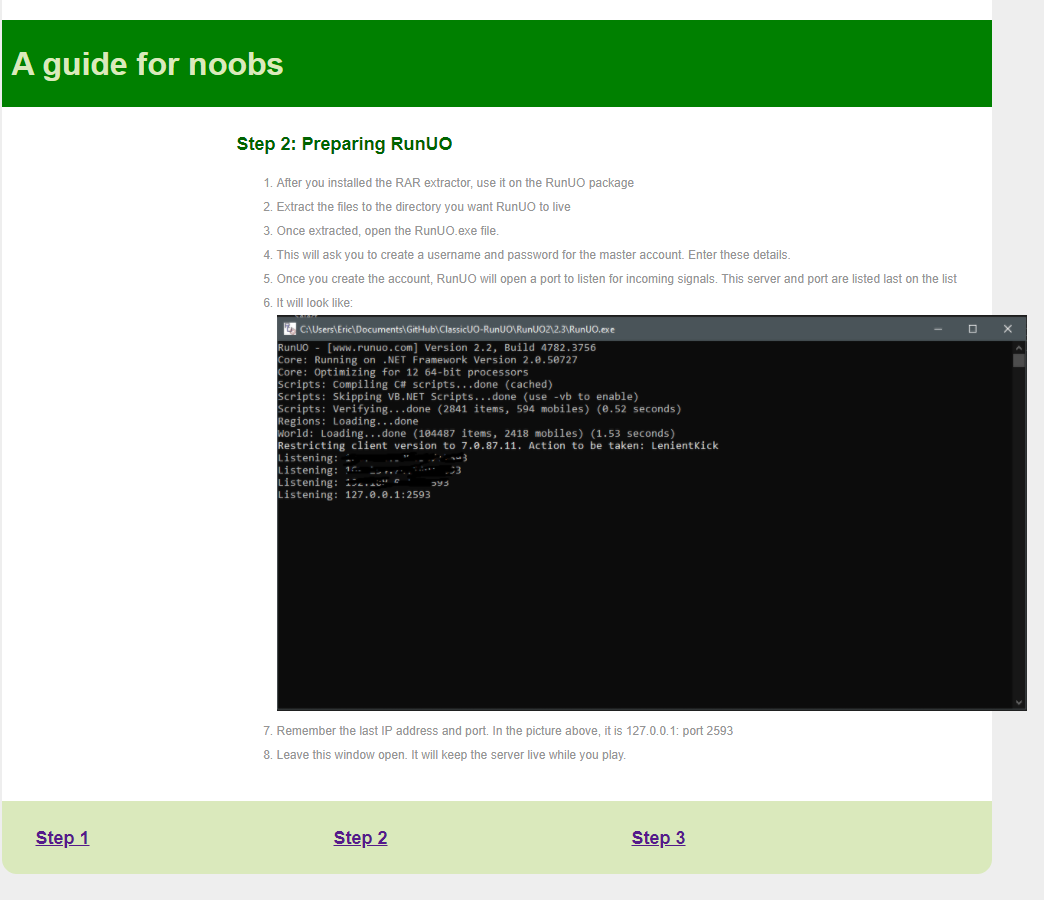 A guide for noobs
Step 2: Preparing RunUO
1. After you installed the RAR extractor, use it on the RunUO package
2. Extract the files to the directory you want RunUO to live
3. Once extracted, open the RunUO.exe file.
4. This will ask you to create a username and password for the master account. Enter these details.
5. Once you create the account, RunUO will open a port to listen for incoming signals. This server and port are listed last on the list
6. It will look like:
C:\Users\Eric\Documents\GitHub\ClassicUO-RunUO\RunUO2\2.3\RunUO.exe
RunUO - [www.runuo.com] Version 2.2, Build 4782.3756
Core: Running on .NET Framework Version 2.0.50727
Core: Optimizing for 12 64-bit processors
Scripts: Compiling C# scripts...done (cached)
Scripts: Skipping VB.NET Scripts...done (use -vb to enable)
Scripts: Verifying...done (2841 items, 594 mobiles) (0.52 seconds)
Regions: Loading...done
World: Loading...done (104487 items, 2418 mobiles) (1.53 seconds)
Restricting client version to 7.0.87.11. Action to be taken: LenientKick
Listening:
Listening:
Listening:
Listening: 127.0.0.1:2593
7. Remember the last IP address and port. In the picture above, it is 127.0.0.1: port 2593
8. Leave this window open. It will keep the server live while you play.
Step 1
Step 2
Step 3